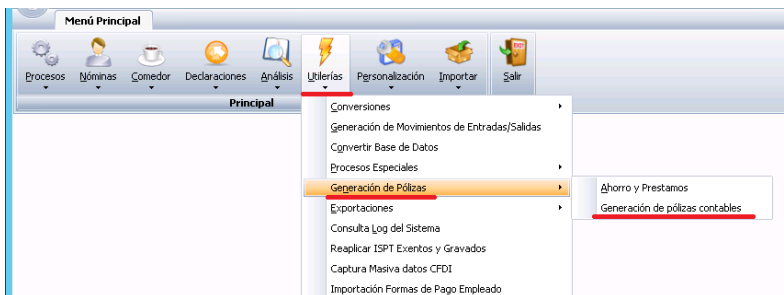 Menú Principal
Procesos Nóminas Comedor Declaraciones Análisis Utilerías Personalización Importar Salir
Principal
Conversiones
Generación de Movimientos de Entradas/Salidas
Convertir Base de Datos
Procesos Especiales
Generación de Pólizas
Ahorro y Prestamos
Exportaciones
Generación de pólizas contables
Consulta Log del Sistema
Reaplicar ISPT Exentos y Gravados
Captura Masiva datos CFDI
Importación Formas de Pago Empleado